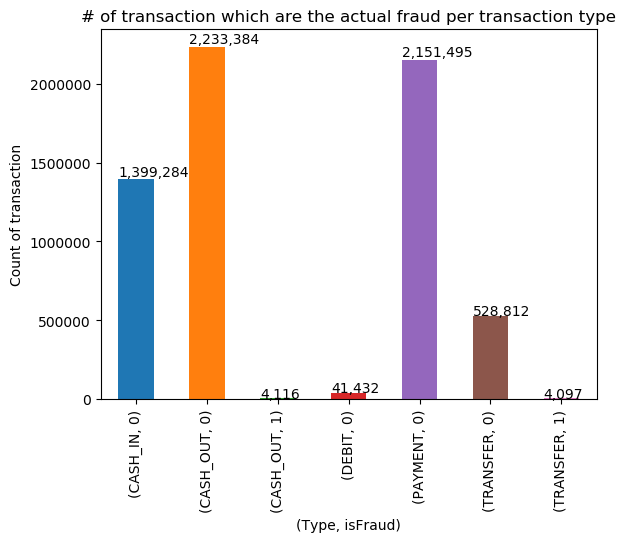 # of transaction which are the actual fraud per transaction type
Count of transaction
2000000
1500000
1000000
500000
0
1,399,284
2,233,384
4,116
41,432
2,151,495
528,812
4,097
(CASH_IN, 0)
(CASH_OUT, 0)
(CASH_OUT, 1)
(DEBIT, 0)
(PAYMENT, 0)
(TRANSFER, 0)
(TRANSFER, 1)
(Type, isFraud)